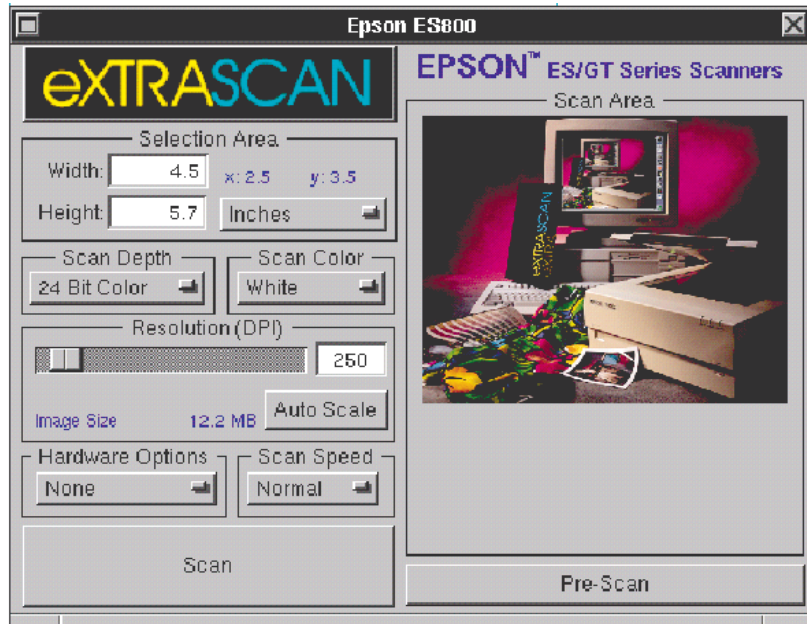 Epson ES800
eXTRASCAN
EPSON™ ES/GT Series Scanners
Selection Area
Width: 4.5 x: 2.5 y: 3.5
Height: 5.7 Inches
Scan Depth
24 Bit Color
Scan Color
White
Resolution (DPI)
250
Image Size 12.2 MB Auto Scale
Hardware Options
None
Scan Speed
Normal
Scan
Scan Area
eXTRASCAN
Pre-Scan